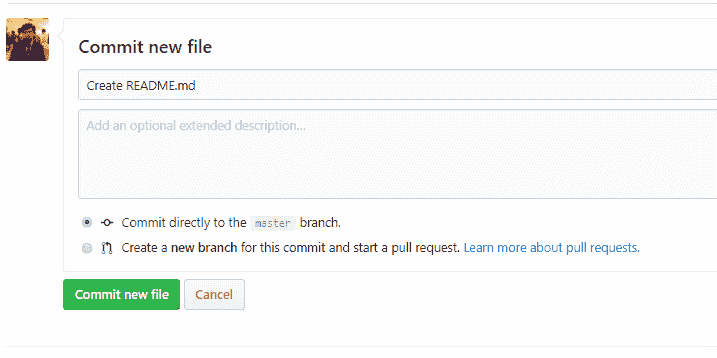 Commit new file
Create README.md
Add an optional extended description...
Commit directly to the master branch.
Create a new branch for this commit and start a pull request. Learn more about pull requests.
Commit new file
Cancel